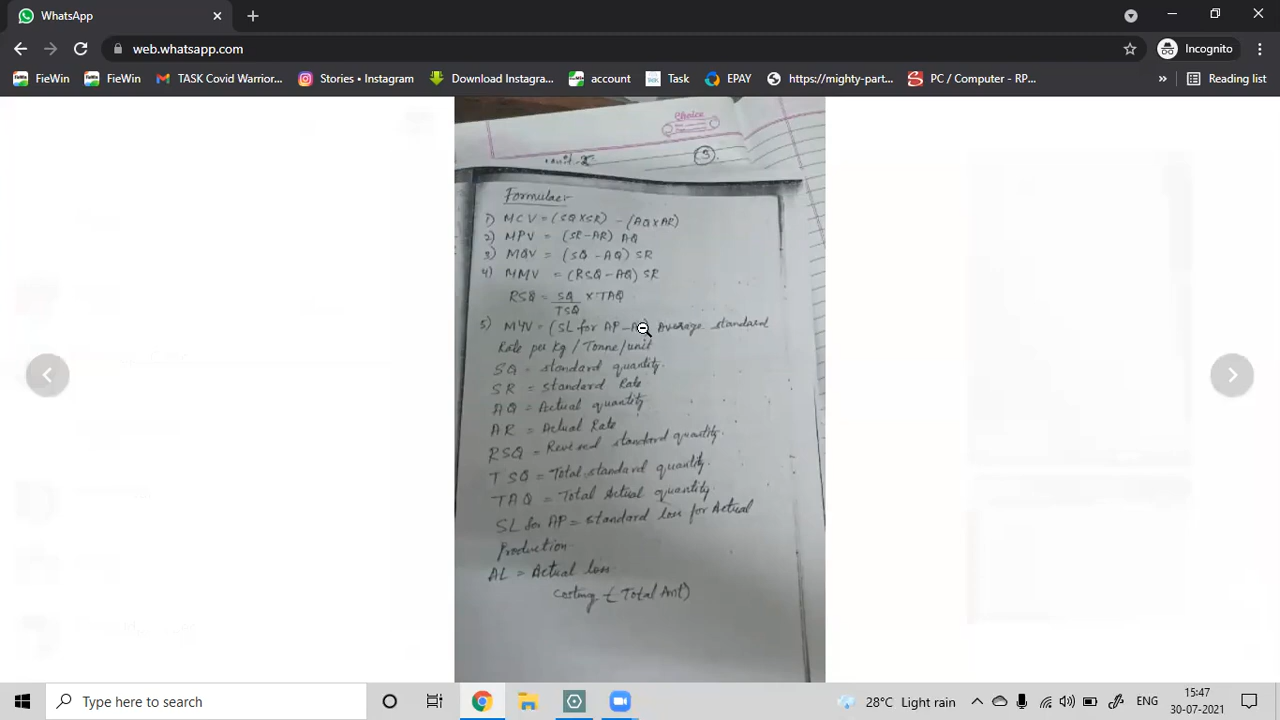 WhatsApp
web.whatsapp.com
Incognito
FieWin
FieWin
TASK Covid Warrior...
Stories • Instagram
Download Instagra...
account
Task
EPAY
https://mighty-part...
PC / Computer - RP...
»
Reading list
Choice
unit-
5
Formulae:-
1) MCV = (SQ X SR) - (AQ X AR)
2) MPV = (SR - AR) AQ
3) MQV = (SQ - AQ) SR
4) MMV = (RSQ - AQ) SR
RSQ = SQ/TSQ X TAQ
5) MYV = (SL for AP - Average standard
Rate per Kg / Tonne / unit
SQ = standard quantity.
SR = standard Rate
AQ = Actual quantity
AR = Actual Rate
RSQ = Revised standard quantity.
TSQ = Total standard quantity.
TAQ = Total Actual quantity.
SL for AP = standard loss for Actual
Production
AL = Actual loss
costing (Total Amt)
Type here to search
28°C Light rain
15:47
30-07-2021